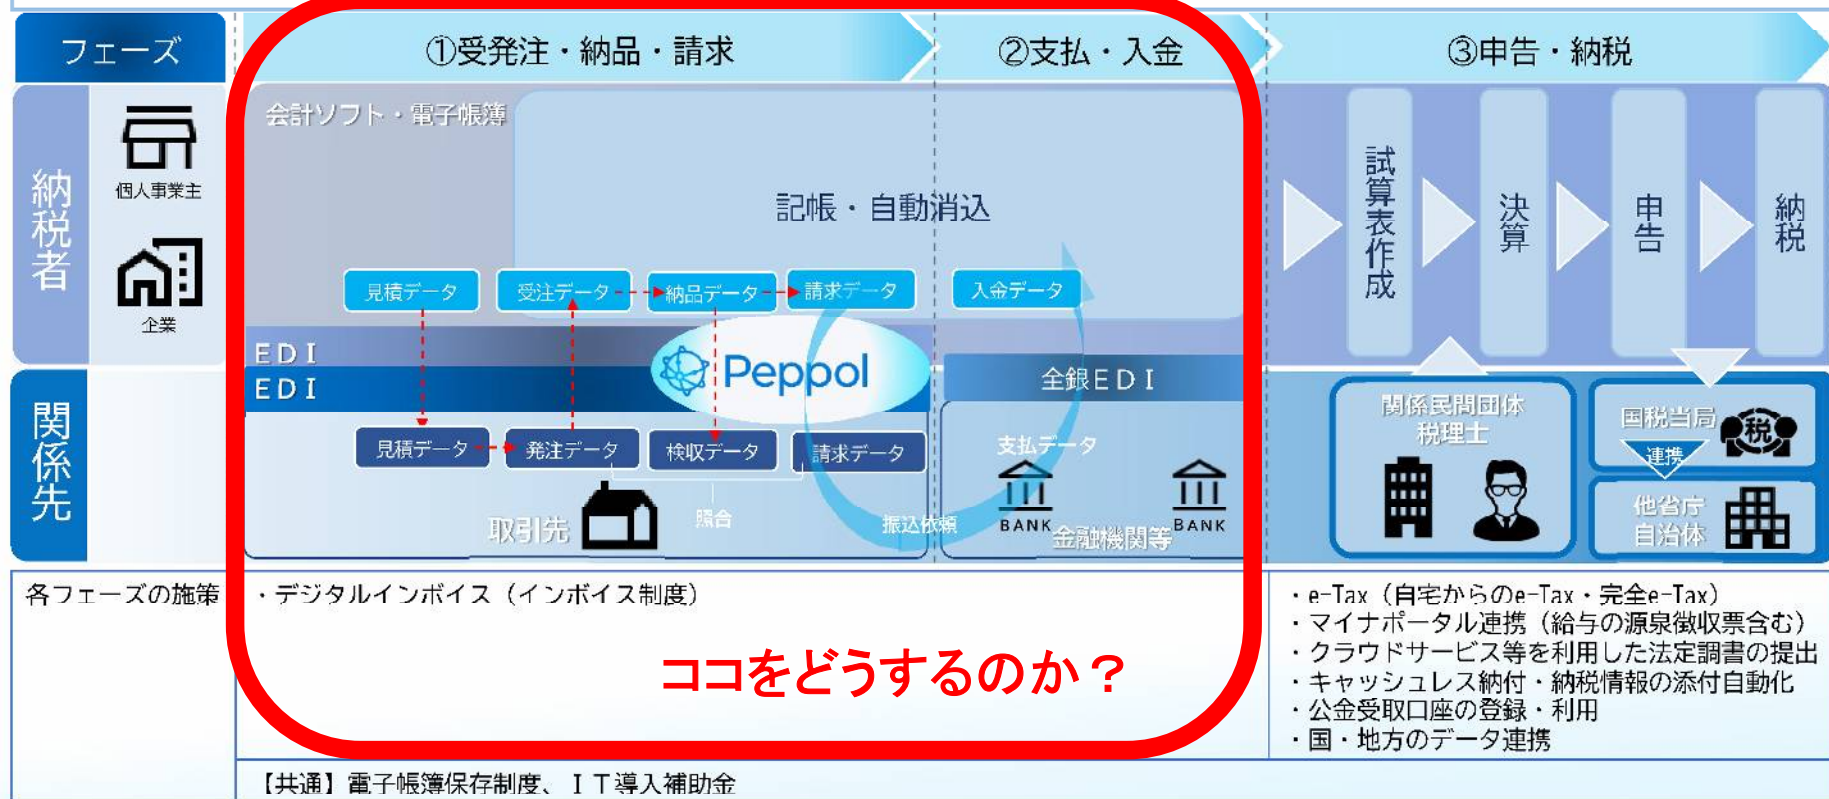 フェーズ
①受発注・納品・請求
②支払・入金
③申告・納税
納税者
個人事業主
企業
会計ソフト・電子帳簿
記帳・自動消込
見積データ
受注データ
納品データ
請求データ
入金データ
試算表作成
決算
申告
納税
EDI
EDI
Peppol
全銀EDI
関係先
見積データ
発注データ
検収データ
請求データ
照合
取引先
振込依頼
支払データ
BANK
BANK
金融機関等
関係民間団体
税理士
国税当局
税
連携
他省庁
自治体
各フェーズの施策
・デジタルインボイス（インボイス制度）
ココをどうするのか？
・e-Tax（自宅からのe-Tax・完全e-Tax）
・マイナポータル連携（給与の源泉徴収票含む）
・クラウドサービス等を利用した法定調書の提出
・キャッシュレス納付・納税情報の添付自動化
・公金受取口座の登録・利用
・国・地方のデータ連携
【共通】電子帳簿保存制度、ＩＴ導入補助金